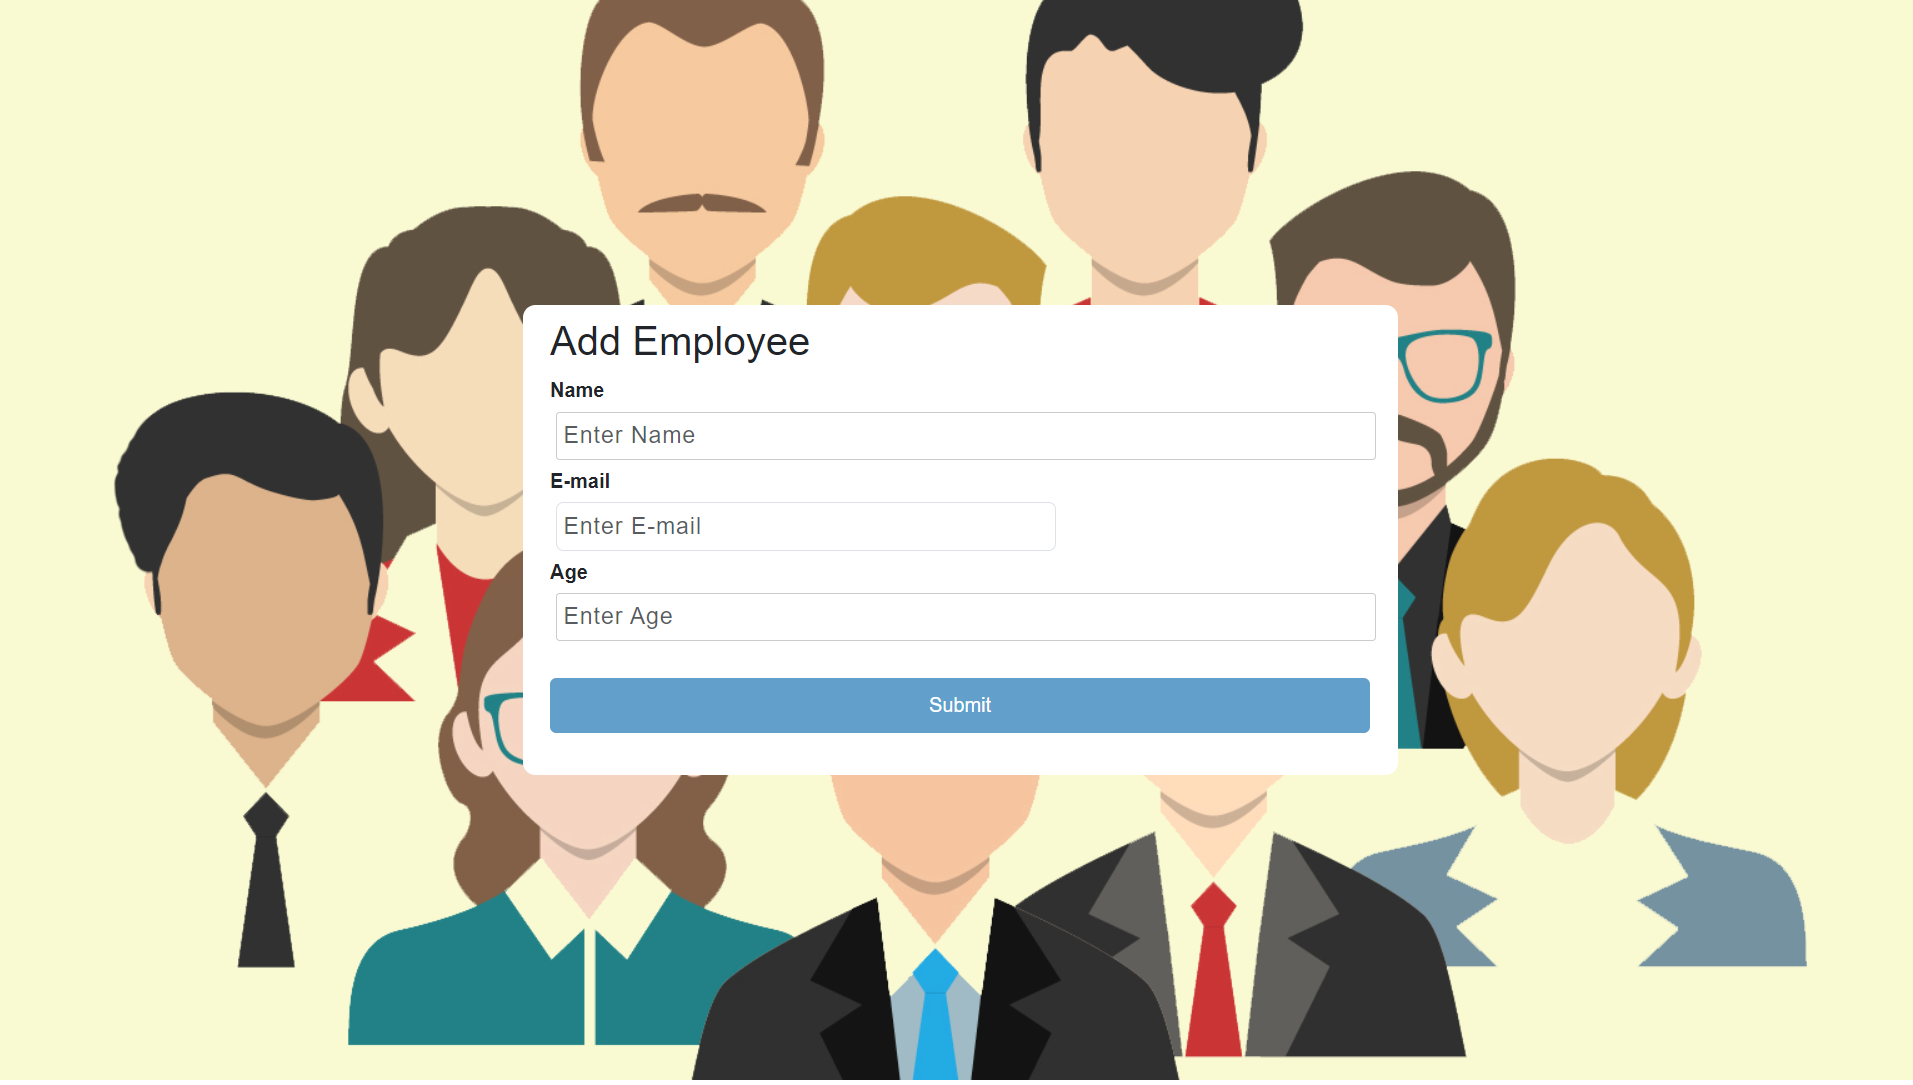 Add Employee
Name
Enter Name
E-mail
Enter E-mail
Age
Enter Age
Submit